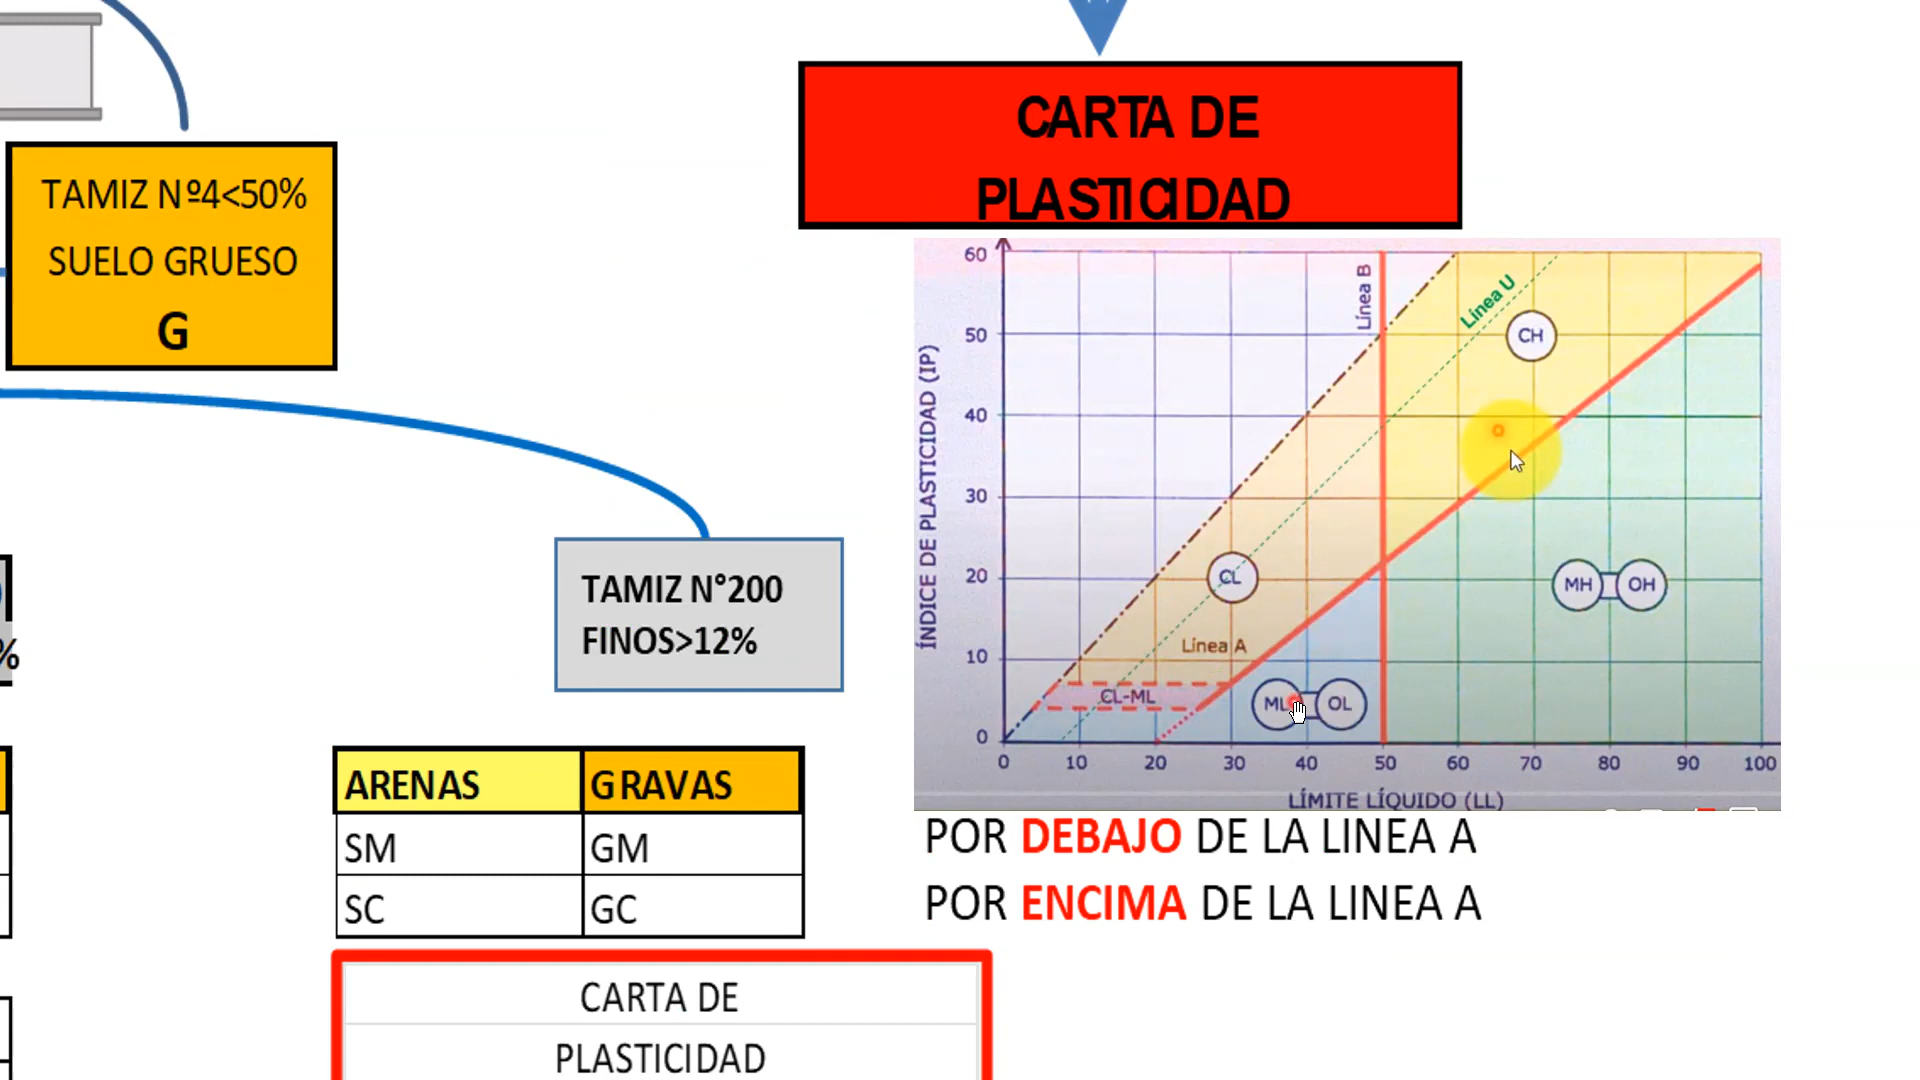 CARTA DE
PLASTICIDAD
TAMIZ Nº4<50%
SUELO GRUESO
G
TAMIZ N°200
FINOS>12%
%
ÍNDICE DE PLASTICIDAD (IP)
60
50
40
30
20
10
0
Línea B
Línea U
CH
CL
Línea A
CL-ML
ML
OL
MH
OH
0 10 20 30 40 50 60 70 80 90 100
LÍMITE LÍQUIDO (LL)
POR DEBAJO DE LA LINEA A
POR ENCIMA DE LA LINEA A
ARENAS GRAVAS
SM GM
SC GC
CARTA DE
PLASTICIDAD